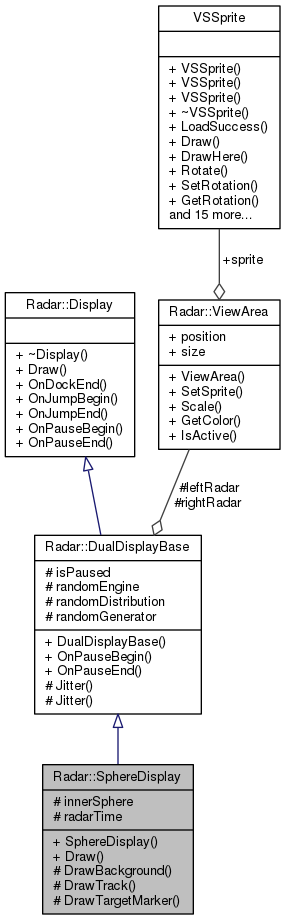 VSSprite
+ VSSprite()
+ VSSprite()
+ VSSprite()
+ ~VSSprite()
+ LoadSuccess()
+ Draw()
+ DrawHere()
+ Rotate()
+ SetRotation()
+ GetRotation()
and 15 more...
+sprite
Radar::Display
+ ~Display()
+ Draw()
+ OnDockEnd()
+ OnJumpBegin()
+ OnJumpEnd()
+ OnPauseBegin()
+ OnPauseEnd()
Radar::ViewArea
+ position
+ size
+ ViewArea()
+ SetSprite()
+ Scale()
+ GetColor()
+ IsActive()
#leftRadar
#rightRadar
Radar::DualDisplayBase
# isPaused
# randomEngine
# randomDistribution
# randomGenerator
+ DualDisplayBase()
+ OnPauseBegin()
+ OnPauseEnd()
# Jitter()
# Jitter()
Radar::SphereDisplay
# innerSphere
# radarTime
+ SphereDisplay()
+ Draw()
# DrawBackground()
# DrawTrack()
# DrawTargetMarker()